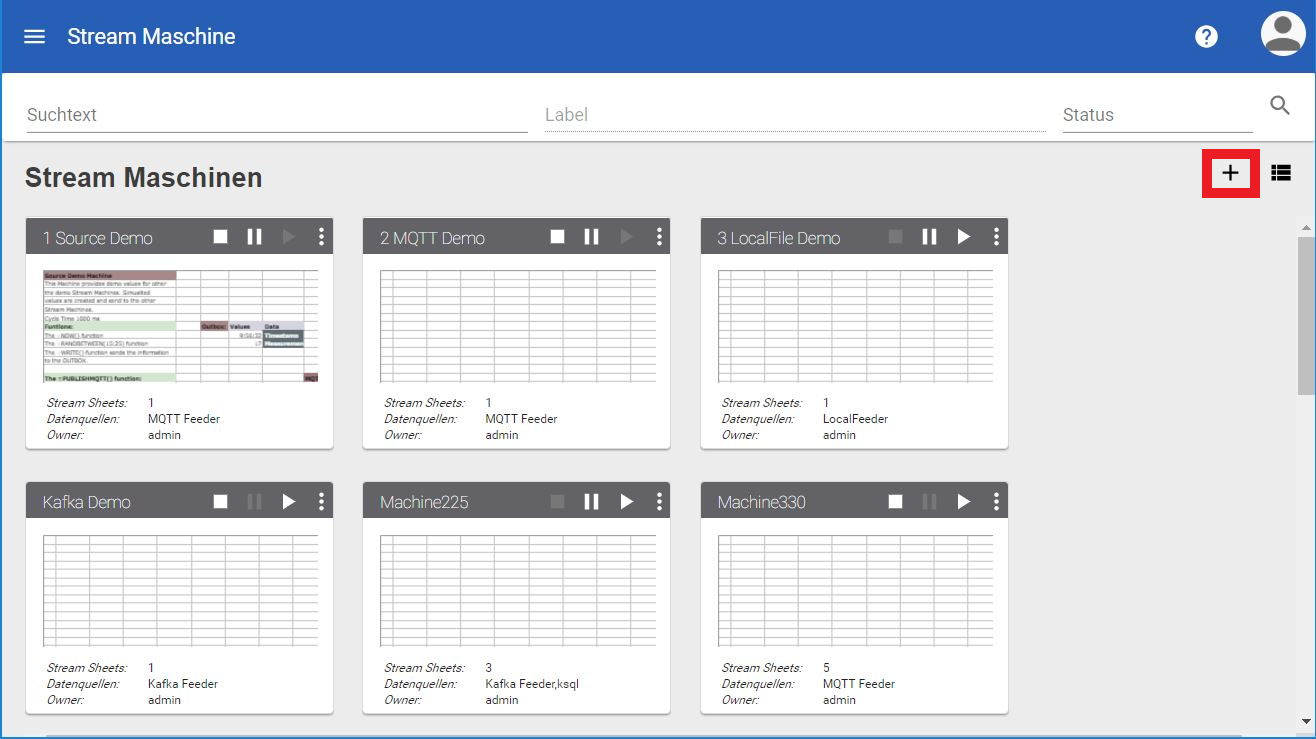 Stream Maschine
Suchtext
Label
Status
Stream Maschinen
1 Source Demo
2 MQTT Demo
3 LocalFile Demo
Source Demo Machine
This Machine provides demo values for other
the demo Stream Machines. Simualted
values are created and send to the other
Stream Machines.
Cycle Time 1000 ms
Funtions: Outbox: Values Data
The =NOW() function Timestamp
The =RANDBETWEEN(15;25) function 17 Measuremen
The =WRITE() function sends the information
to the OUTBOX.
The =PUBLISHMQTT() function: MQT
Stream Sheets: 1
Datenquellen: MQTT Feeder
Owner: admin
Stream Sheets: 1
Datenquellen: MQTT Feeder
Owner: admin
Stream Sheets: 1
Datenquellen: LocalFeeder
Owner: admin
Kafka Demo
Machine225
Machine330
Stream Sheets: 1
Datenquellen: Kafka Feeder
Owner: admin
Stream Sheets: 3
Datenquellen: Kafka Feeder,ksql
Owner: admin
Stream Sheets: 5
Datenquellen: MQTT Feeder
Owner: admin